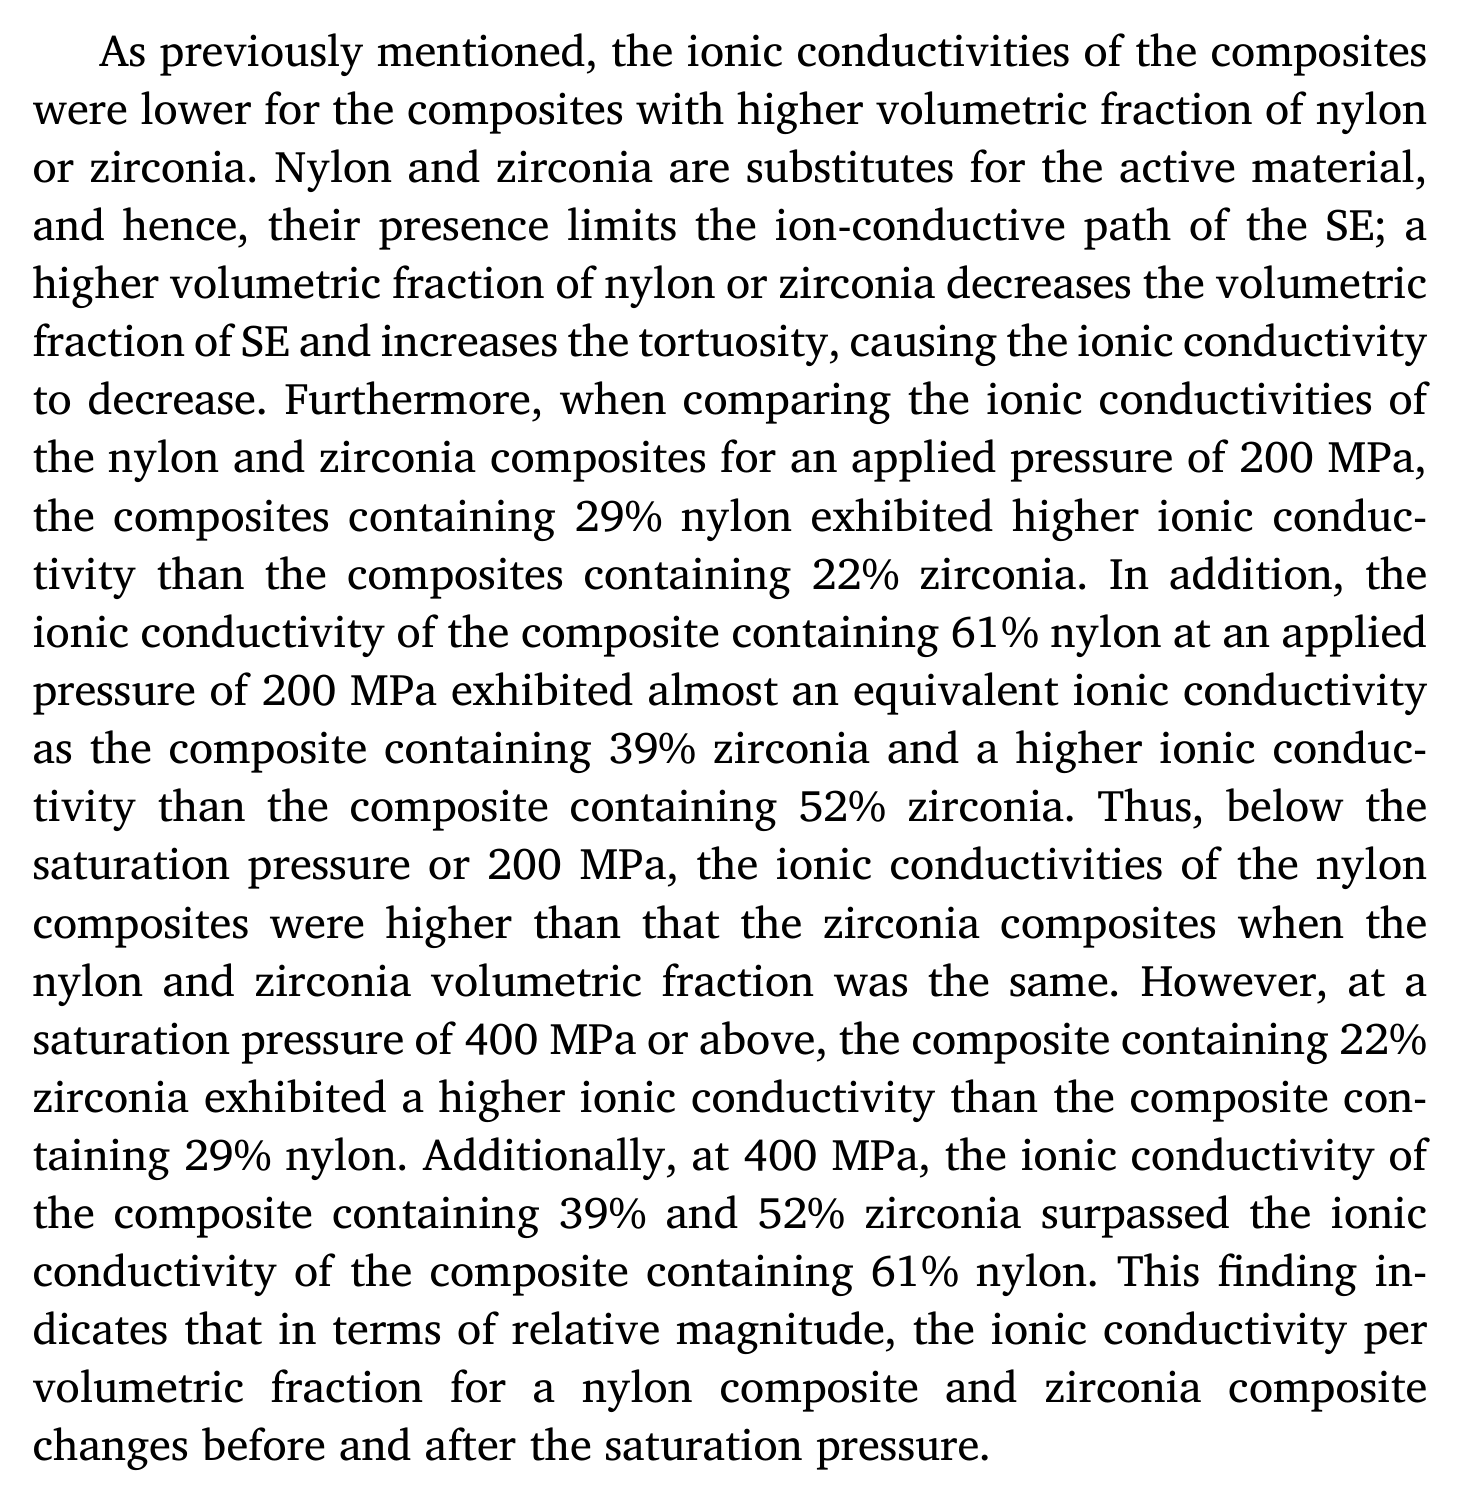 As previously mentioned, the ionic conductivities of the composites
were lower for the composites with higher volumetric fraction of nylon
or zirconia. Nylon and zirconia are substitutes for the active material,
and hence, their presence limits the ion-conductive path of the SE; a
higher volumetric fraction of nylon or zirconia decreases the volumetric
fraction of SE and increases the tortuosity, causing the ionic conductivity
to decrease. Furthermore, when comparing the ionic conductivities of
the nylon and zirconia composites for an applied pressure of 200 MPa,
the composites containing 29% nylon exhibited higher ionic conduc-
tivity than the composites containing 22% zirconia. In addition, the
ionic conductivity of the composite containing 61% nylon at an applied
pressure of 200 MPa exhibited almost an equivalent ionic conductivity
as the composite containing 39% zirconia and a higher ionic conduc-
tivity than the composite containing 52% zirconia. Thus, below the
saturation pressure or 200 MPa, the ionic conductivities of the nylon
composites were higher than that the zirconia composites when the
nylon and zirconia volumetric fraction was the same. However, at a
saturation pressure of 400 MPa or above, the composite containing 22%
zirconia exhibited a higher ionic conductivity than the composite con-
taining 29% nylon. Additionally, at 400 MPa, the ionic conductivity of
the composite containing 39% and 52% zirconia surpassed the ionic
conductivity of the composite containing 61% nylon. This finding in-
dicates that in terms of relative magnitude, the ionic conductivity per
volumetric fraction for a nylon composite and zirconia composite
changes before and after the saturation pressure.